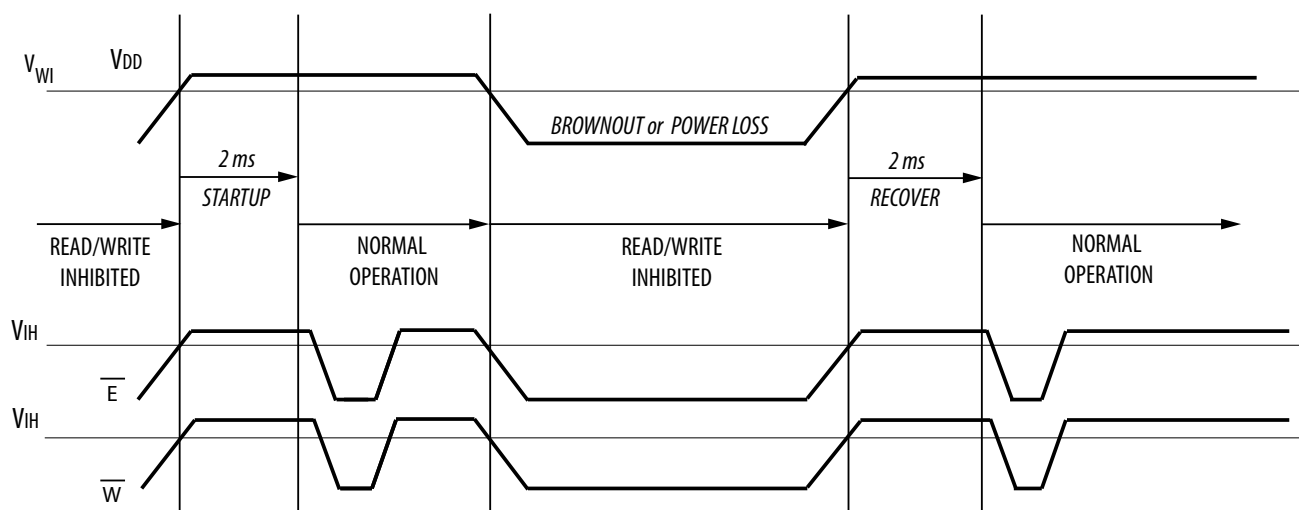 VWI VDD
BROWNOUT or POWER LOSS
2 ms
STARTUP
2 ms
RECOVER
READ/WRITE
INHIBITED
NORMAL
OPERATION
READ/WRITE
INHIBITED
NORMAL
OPERATION
VIH
E
VIH
W